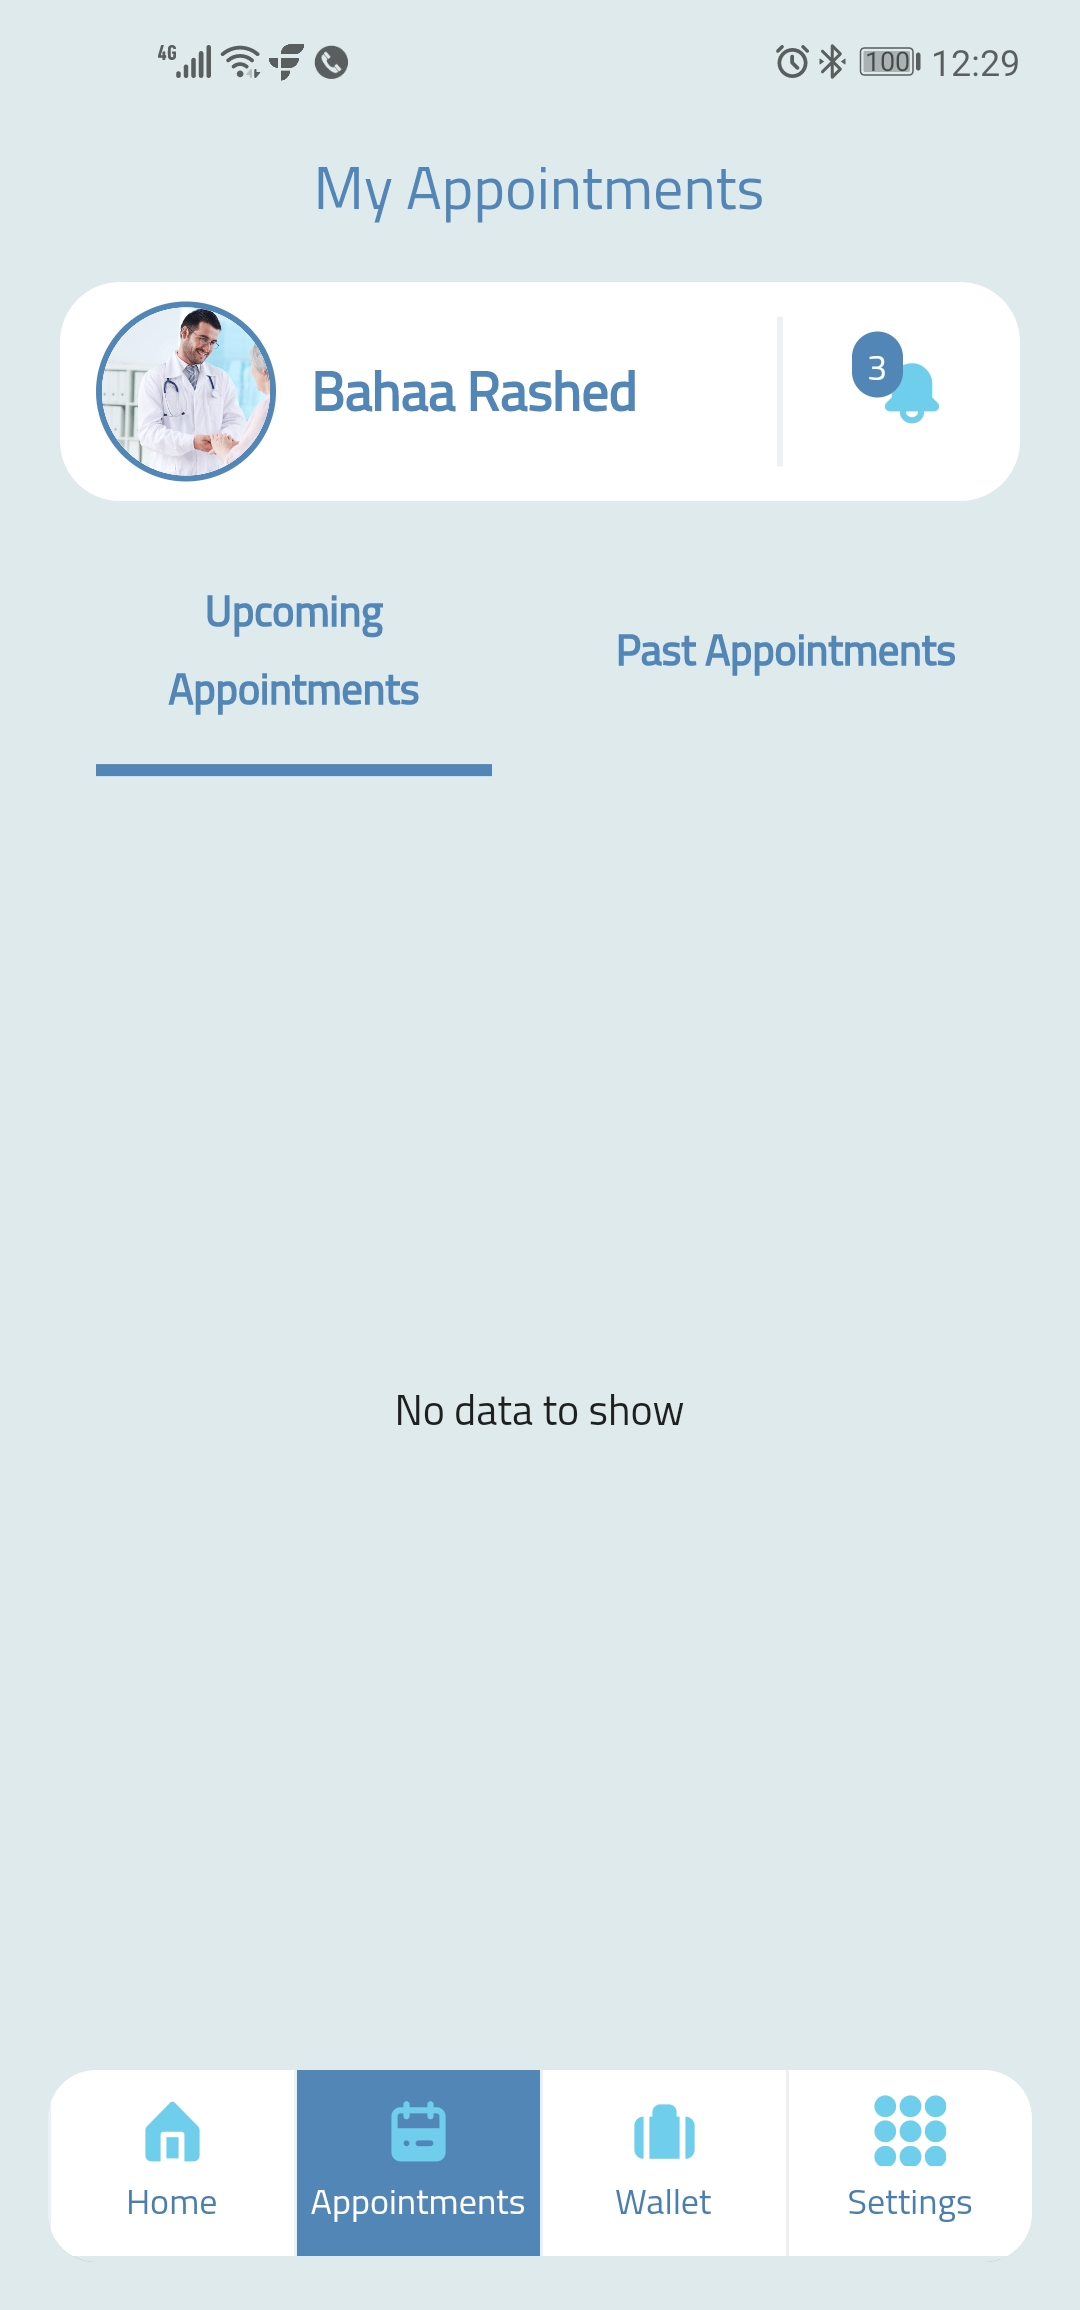 4G
100 12:29
My Appointments
Bahaa Rashed
3
Upcoming
Appointments
Past Appointments
No data to show
Home
Appointments
Wallet
Settings